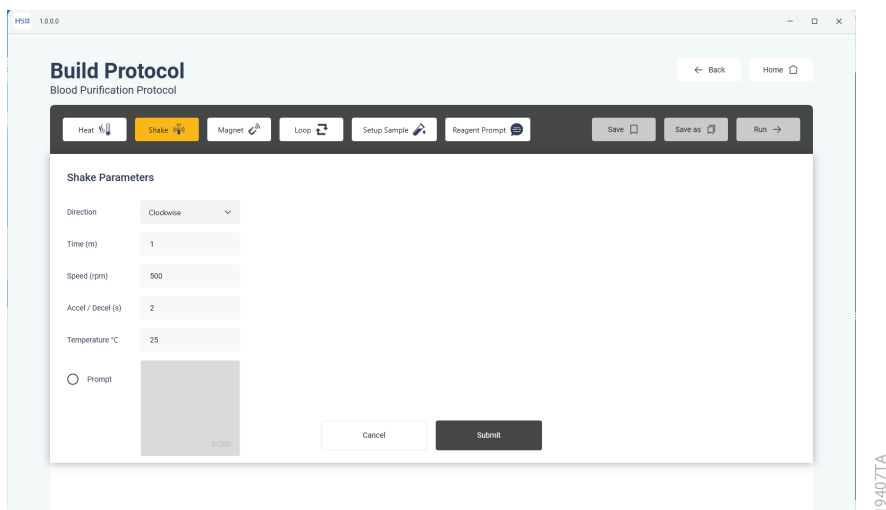 HSM 1.0.0.0
Build Protocol
Blood Purification Protocol
← Back
Home
Heat
Shake
Magnet
Loop
Setup Sample
Reagent Prompt
Save
Save as
Run →
Shake Parameters
Direction Clockwise
Time (m) 1
Speed (rpm) 500
Accel / Decel (s) 2
Temperature °C 25
Prompt
0/200
Cancel
Submit
19407TA